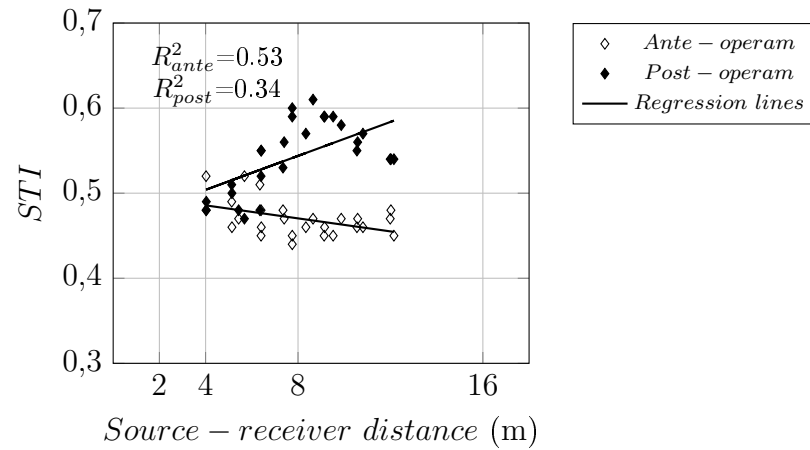 0,7
0,6
0,5
0,4
0,3
STI
R²ante=0.53
R²post=0.34
2 4 8 16
Source − receiver distance (m)
Ante − operam
Post − operam
Regression lines